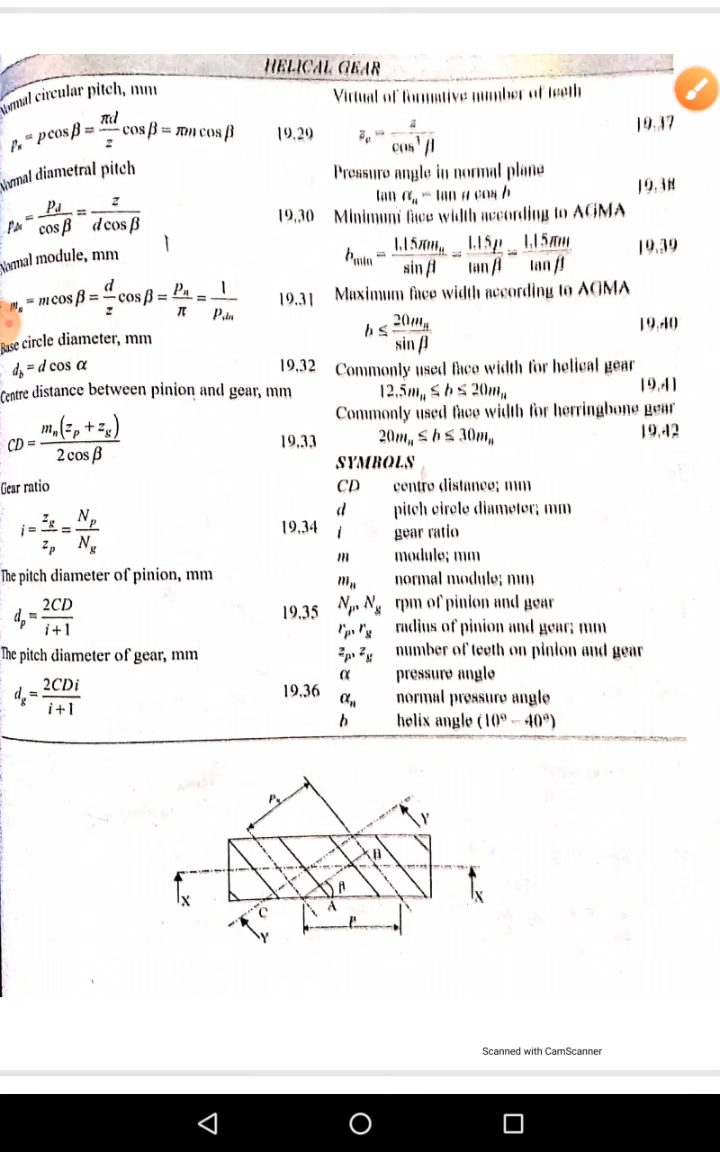 HELICAL GEAR
Normal circular pitch, mm
pₙ = p cos β = πd/z cos β = πm cos β 19.29
Normal diametral pitch
p_dn = p_d/cos β = z/(d cos β) 19.30
Normal module, mm
mₙ = m cos β = d/z cos β = pₙ/π = 1/p_dn 19.31
Base circle diameter, mm
d_b = d cos α 19.32
Centre distance between pinion and gear, mm
CD = mₙ(z_p + z_g)/(2 cos β) 19.33
Gear ratio
i = z_g/z_p = N_p/N_g 19.34
The pitch diameter of pinion, mm
d_p = 2CD/(i+1) 19.35
The pitch diameter of gear, mm
d_g = 2CDi/(i+1) 19.36
Virtual of formative number of teeth
z_v = z/cos³β 19.37
Pressure angle in normal plane
tan αₙ = tan α cos b 19.38
Minimum face width according to AGMA
b_min = 1.15πmₙ/sin β = 1.15p/tan β = 1.15πm/tan β 19.39
Maximum face width according to AGMA
b ≤ 20mₙ/sin β 19.40
Commonly used face width for helical gear
12.5mₙ ≤ b ≤ 20mₙ 19.41
Commonly used face width for herringbone gear
20mₙ ≤ b ≤ 30mₙ 19.42
SYMBOLS
CD centre distance; mm
d pitch circle diameter; mm
i gear ratio
m module; mm
mₙ normal module; mm
N_p, N_g rpm of pinion and gear
r_p, r_g radius of pinion and gear; mm
z_p, z_g number of teeth on pinion and gear
α pressure angle
αₙ normal pressure angle
b helix angle (10° – 40°)
Pₙ
Y
B
β
X
C
A
X
P
Y
Scanned with CamScanner